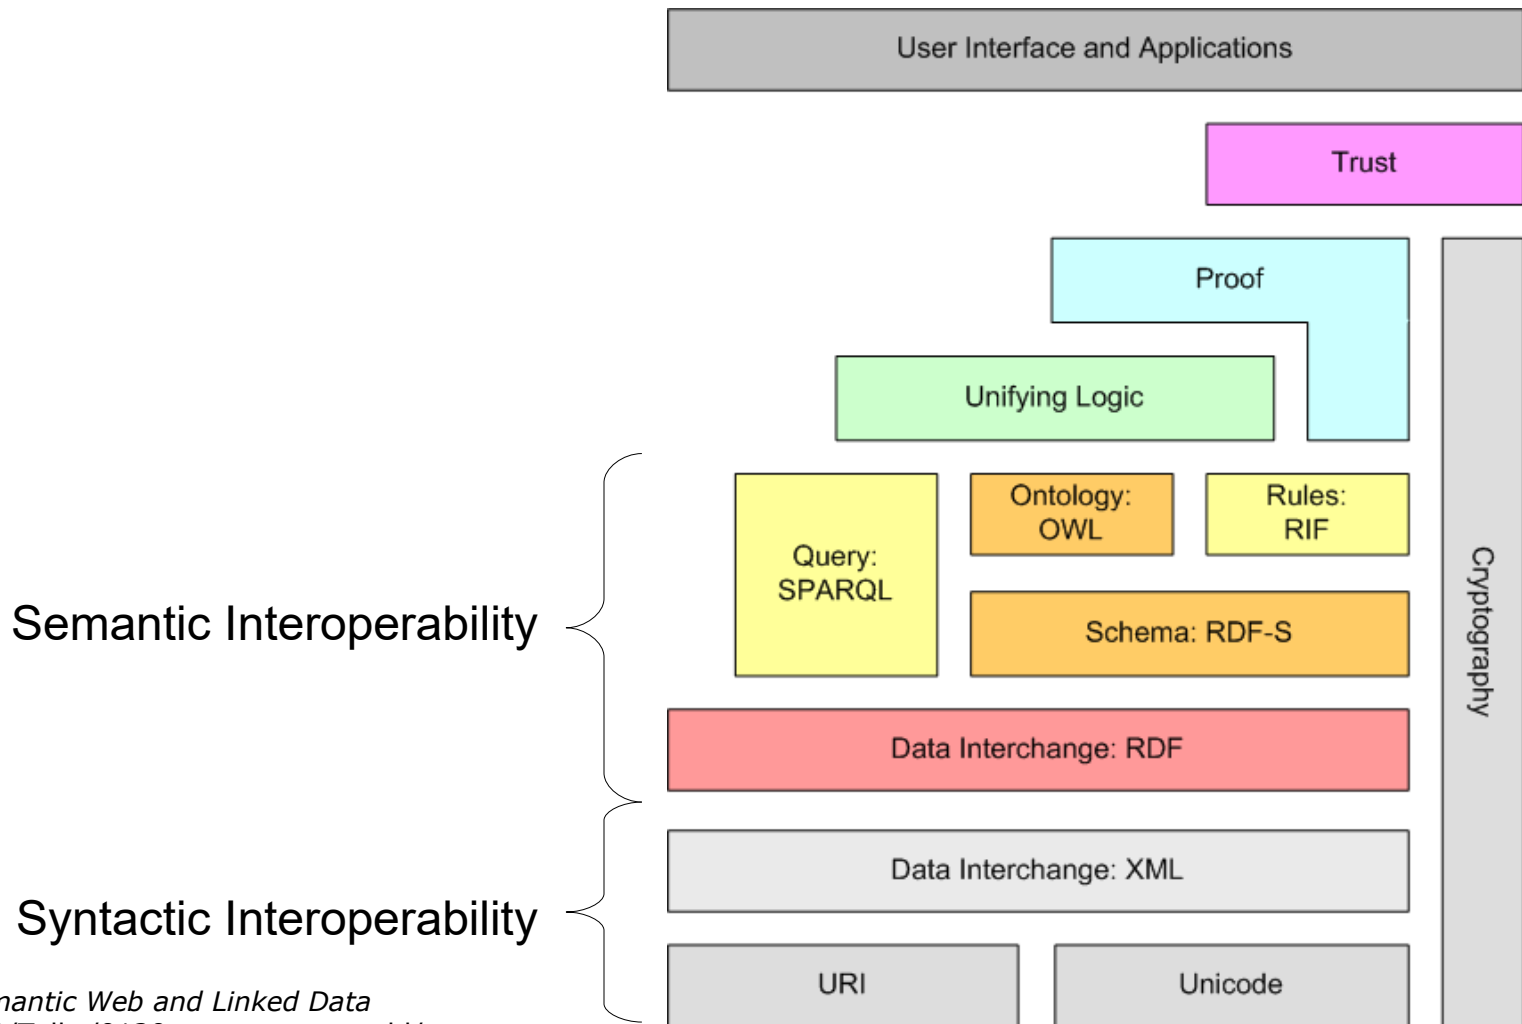 User Interface and Applications
Trust
Proof
Unifying Logic
Ontology:
OWL
Rules:
RIF
Query:
SPARQL
Cryptography
Semantic Interoperability
Schema: RDF-S
Data Interchange: RDF
Data Interchange: XML
Syntactic Interoperability
URI
Unicode
Web and Linked Data